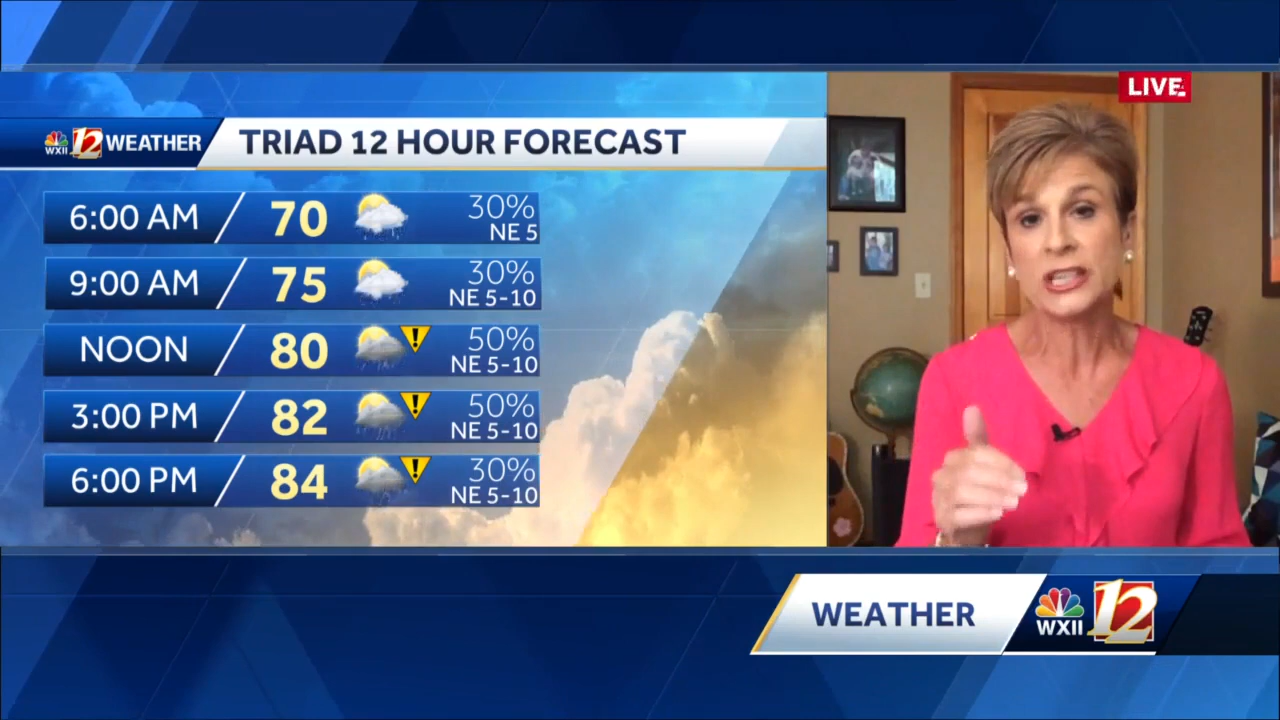 LIVE
WXII 12 WEATHER
TRIAD 12 HOUR FORECAST
6:00 AM 70 30%
NE 5
9:00 AM 75 30%
NE 5-10
NOON 80 ! 50%
NE 5-10
3:00 PM 82 ! 50%
NE 5-10
6:00 PM 84 ! 30%
NE 5-10
WEATHER WXII 12